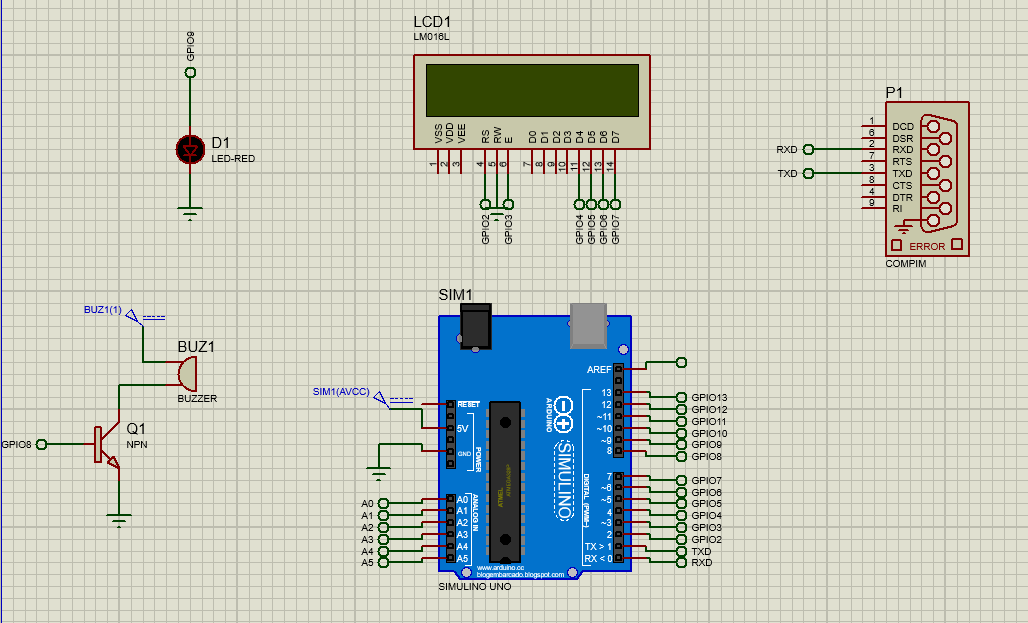 GPIO9
D1
LED-RED
LCD1
LM016L
VSS
VDD
VEE
RS
RW
E
D0
D1
D2
D3
D4
D5
D6
D7
1
2
3
4
5
6
7
8
9
10
11
12
13
14
GPIO2
GPIO3
GPIO4
GPIO5
GPIO6
GPIO7
P1
1
6
2
7
3
8
4
9
DCD
DSR
RXD
RTS
TXD
CTS
DTR
RI
RXD
TXD
ERROR
COMPIM
BUZ1(1)
BUZ1
BUZZER
GPIO8
Q1
NPN
SIM1
SIM1(AVCC)
RESET
5V
GND
POWER
A0
A1
A2
A3
A4
A5
A0
A1
A2
A3
A4
A5
ANALOG IN
ATMEL
ARDUINO
SIMULINO
DIGITAL (PWM~)
AREF
13
12
~11
~10
~9
8
7
~6
~5
4
~3
2
TX > 1
RX < 0
GPIO13
GPIO12
GPIO11
GPIO10
GPIO9
GPIO8
GPIO7
GPIO6
GPIO5
GPIO4
GPIO3
GPIO2
TXD
RXD
www.arduino.cc
blogembarcado.blogspot.com
SIMULINO UNO